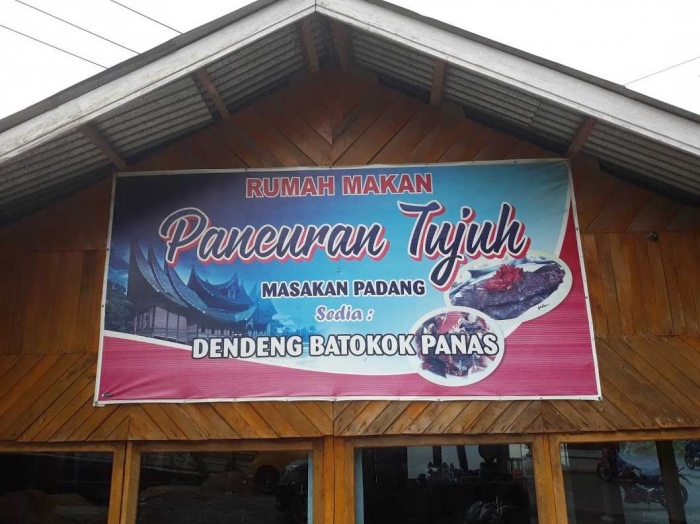 RUMAH MAKAN
Pancuran Tujuh
MASAKAN PADANG
Sedia :
DENDENG BATOKOK PANAS